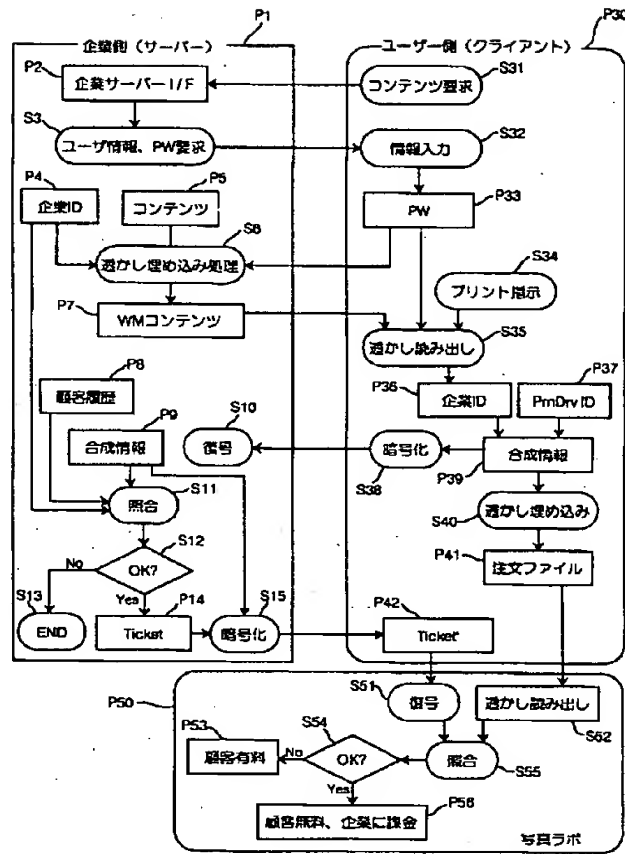 企業側（サーバー）
P1
ユーザー側（クライアント）
P30
P2
企業サーバーI/F
コンテンツ要求
S31
S3
ユーザ情報、PW要求
情報入力
S32
P4
企業ID
P5
コンテンツ
PW
P33
S6
透かし埋め込み処理
S34
プリント指示
P7
WMコンテンツ
S35
透かし読み出し
P8
顧客履歴
P36
企業ID
P37
PrnDrv ID
P9
合成情報
S10
復号
暗号化
S38
合成情報
P39
S11
照合
S40
透かし埋め込み
S12
OK?
No
Yes
P41
注文ファイル
S13
END
P14
Ticket
S15
暗号化
P42
Ticket
P50
S51
復号
透かし読み出し
S52
P53
顧客有料
S54
OK?
No
Yes
照合
S55
顧客無料、企業に課金
P56
写真ラボ